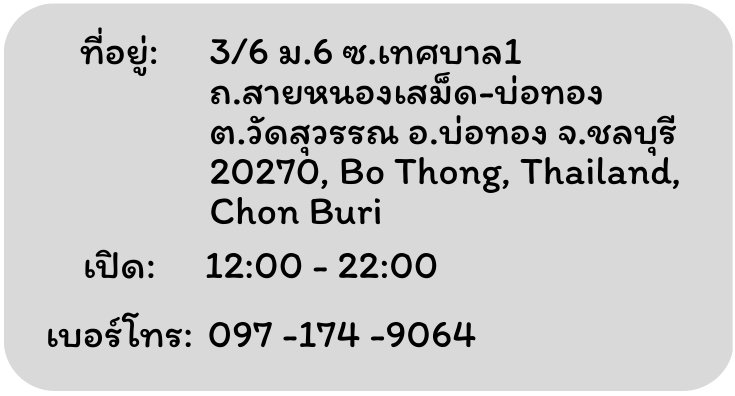 ที่อยู่: 3/6 ม.6 ซ.เทศบาล1
ถ.สายหนองเสม็ด-บ่อทอง
ต.วัดสุวรรณ อ.บ่อทอง จ.ชลบุรี
20270, Bo Thong, Thailand,
Chon Buri
เปิด: 12:00 - 22:00
เบอร์โทร: 097 -174 -9064